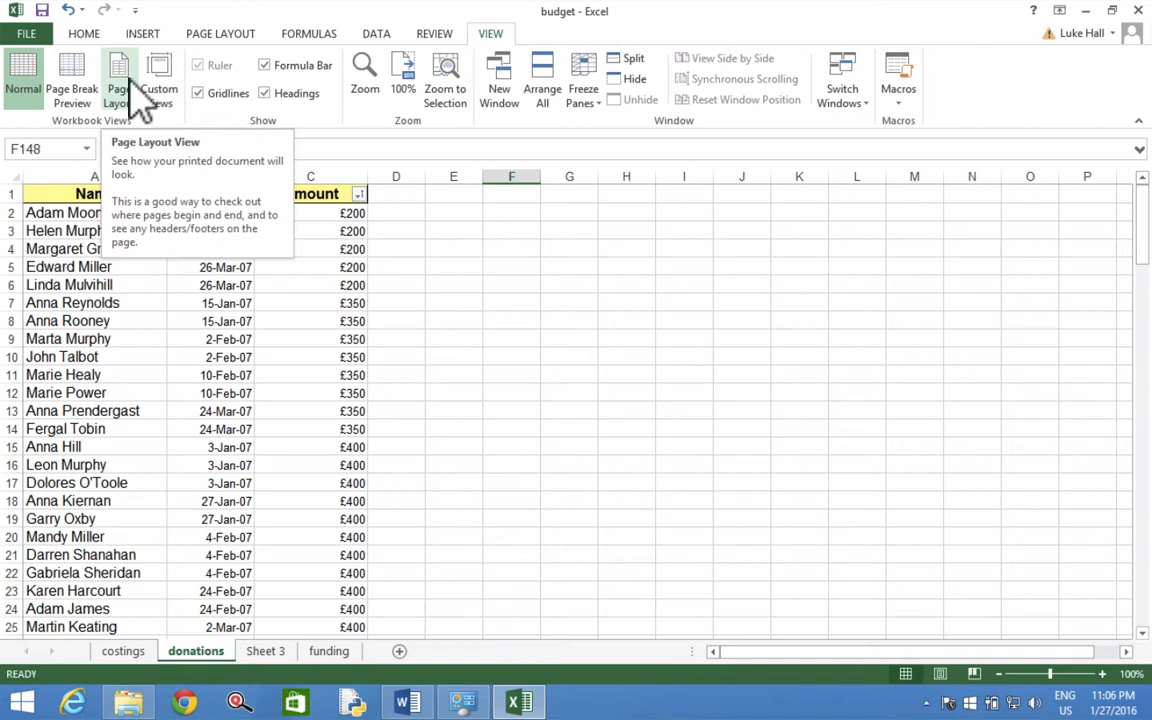 budget - Excel
FILE HOME INSERT PAGE LAYOUT FORMULAS DATA REVIEW VIEW Luke Hall
Normal Page Break Preview Page Custom
Ruler Formula Bar
Gridlines Headings
Zoom 100% Zoom to Selection
New Window Arrange All Freeze Panes
Split
Hide
Unhide
View Side by Side
Synchronous Scrolling
Reset Window Position
Switch Windows Macros
Workbook Views Show Zoom Window Macros
F148
Page Layout View
See how your printed document will
look.
This is a good way to check out
where pages begin and end, and to
see any headers/footers on the
page.
A C D E F G H I J K L M N O P
1
2 Adam Moon £200
3 Helen Murph £200
4 Margaret Gr £200
5 Edward Miller 26-Mar-07 £200
6 Linda Mulvihill 26-Mar-07 £200
7 Anna Reynolds 15-Jan-07 £350
8 Anna Rooney 15-Jan-07 £350
9 Marta Murphy 2-Feb-07 £350
10 John Talbot 2-Feb-07 £350
11 Marie Healy 10-Feb-07 £350
12 Marie Power 10-Feb-07 £350
13 Anna Prendergast 24-Mar-07 £350
14 Fergal Tobin 24-Mar-07 £350
15 Anna Hill 3-Jan-07 £400
16 Leon Murphy 3-Jan-07 £400
17 Dolores O'Toole 3-Jan-07 £400
18 Anna Kiernan 27-Jan-07 £400
19 Garry Oxby 27-Jan-07 £400
20 Mandy Miller 4-Feb-07 £400
21 Darren Shanahan 4-Feb-07 £400
22 Gabriela Sheridan 4-Feb-07 £400
23 Karen Harcourt 24-Feb-07 £400
24 Adam James 24-Feb-07 £400
25 Martin Keating 2-Mar-07 £400
costings donations Sheet 3 funding
READY 100%
ENG 11:06 PM
US 1/27/2016